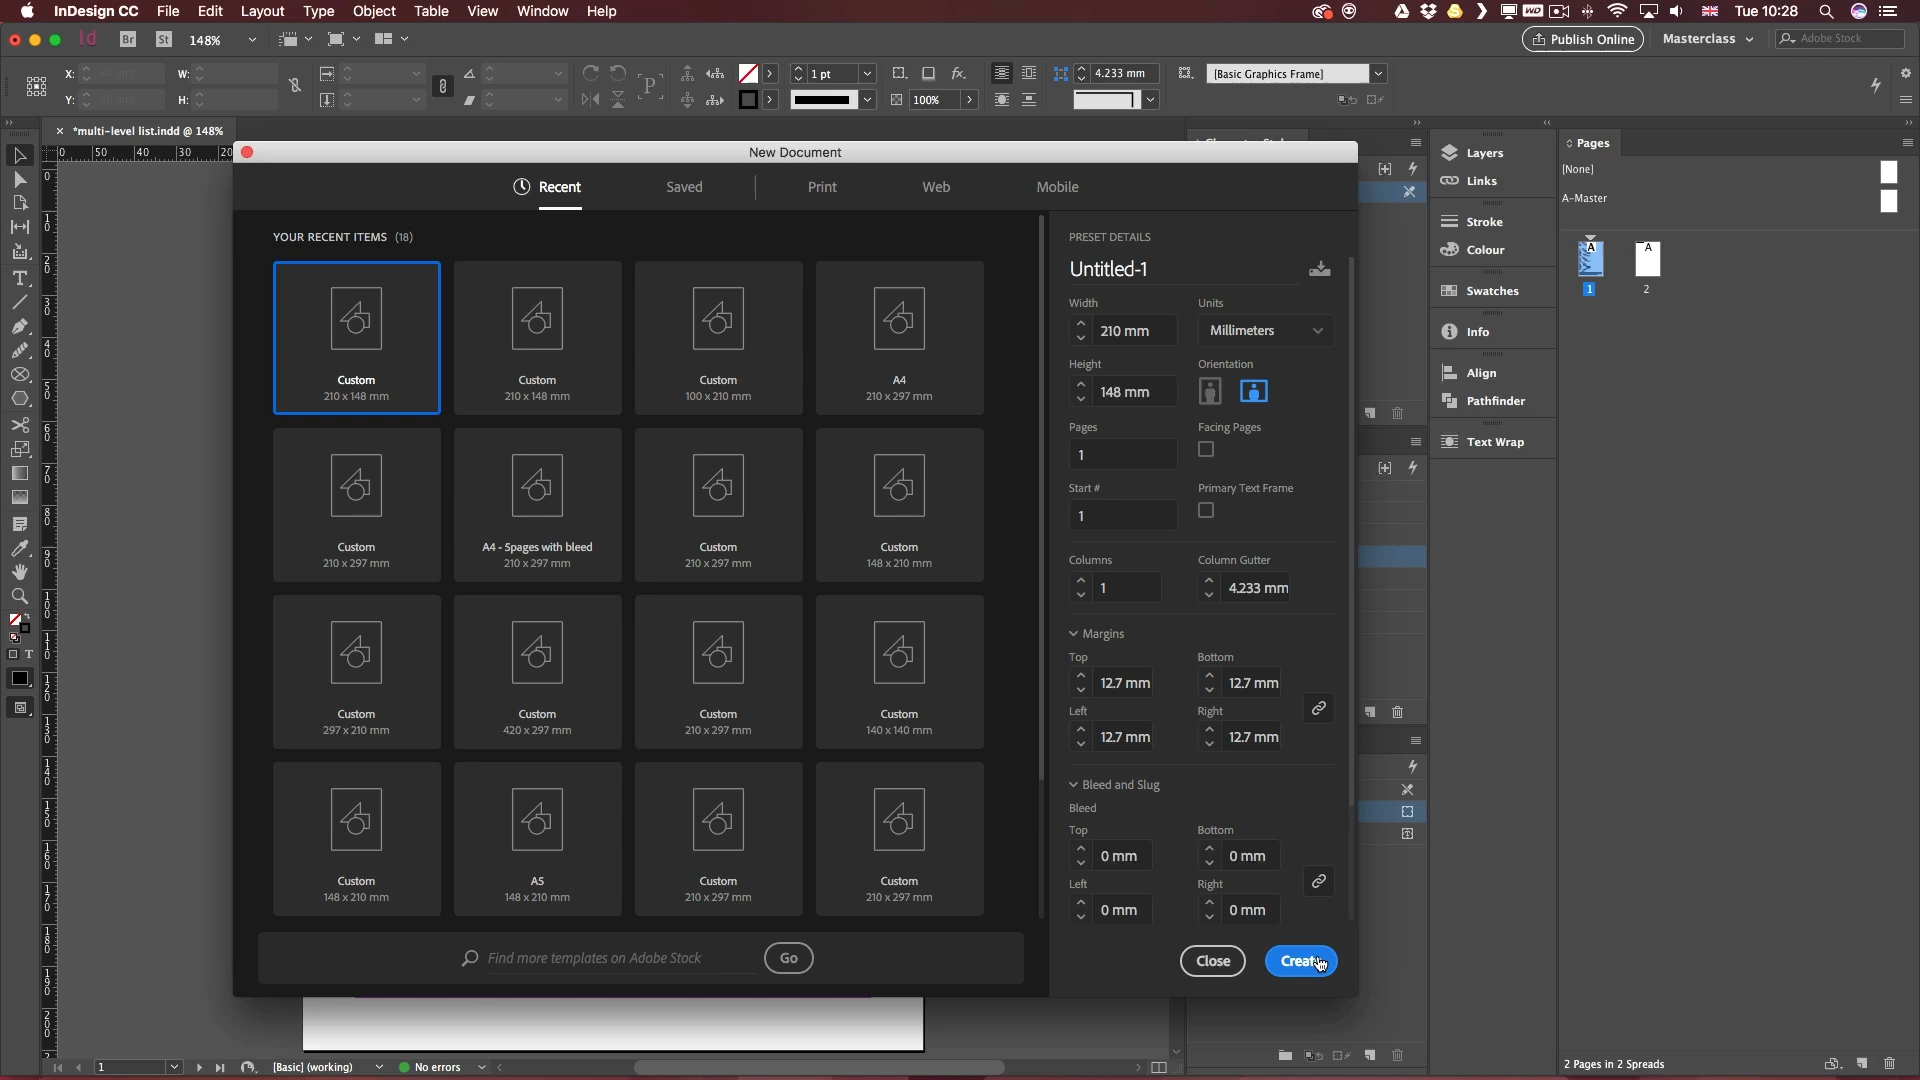 InDesign CC File Edit Layout Type Object Table View Window Help Tue 10:28
Id Br St 148% Publish Online Masterclass Adobe Stock
X: W: 1 pt fx. 4.233 mm [Basic Graphics Frame]
Y: H: 100%
*multi-level list.indd @ 148%
New Document
Recent Saved Print Web Mobile
YOUR RECENT ITEMS (18)
Custom
210 x 148 mm
Custom
210 x 148 mm
Custom
100 x 210 mm
A4
210 x 297 mm
Custom
210 x 297 mm
A4 - 5pages with bleed
210 x 297 mm
Custom
210 x 297 mm
Custom
148 x 210 mm
Custom
297 x 210 mm
Custom
420 x 297 mm
Custom
210 x 297 mm
Custom
140 x 140 mm
Custom
148 x 210 mm
A5
148 x 210 mm
Custom
210 x 297 mm
Custom
210 x 297 mm
Find more templates on Adobe Stock Go
PRESET DETAILS
Untitled-1
Width Units
210 mm Millimeters
Height Orientation
148 mm
Pages Facing Pages
1
Start # Primary Text Frame
1
Columns Column Gutter
1 4.233 mm
Margins
Top Bottom
12.7 mm 12.7 mm
Left Right
12.7 mm 12.7 mm
Bleed and Slug
Bleed
Top Bottom
0 mm 0 mm
Left Right
0 mm 0 mm
Close Create
Layers
Links
Stroke
Colour
Swatches
Info
Align
Pathfinder
Text Wrap
Pages
[None]
A-Master
A A
1 2
2 Pages in 2 Spreads
1 [Basic] (working) No errors